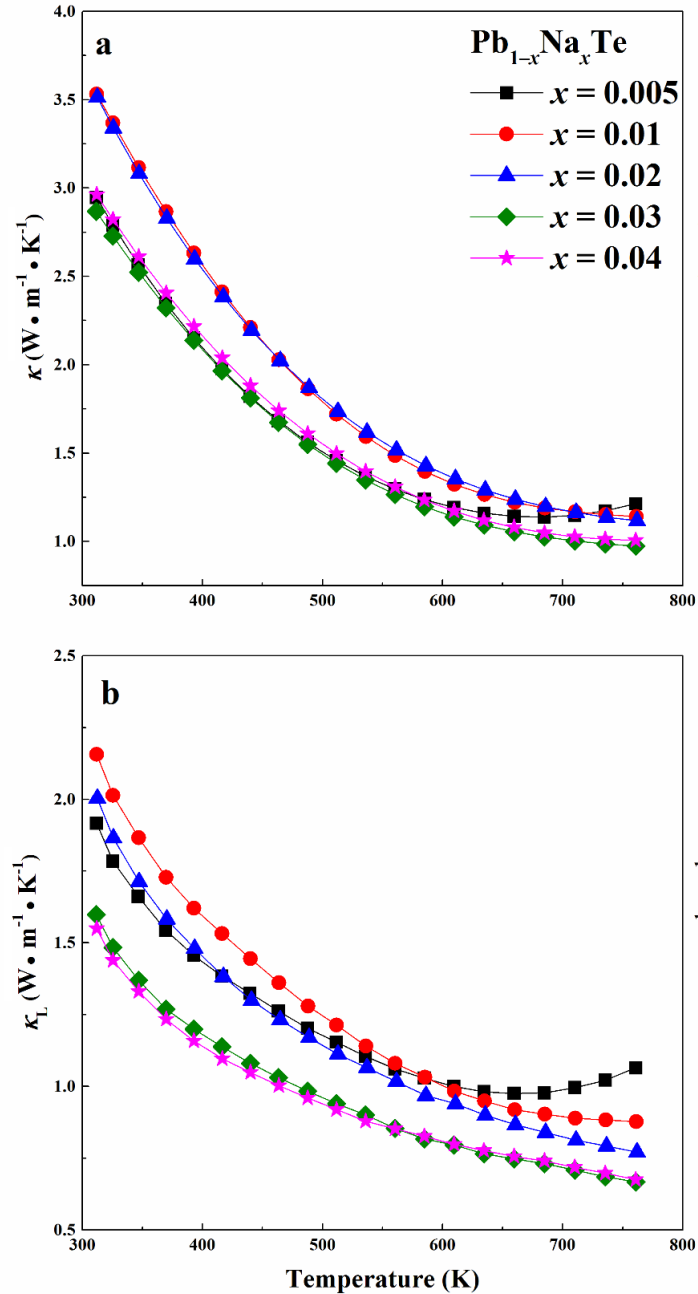 a
Pb₁₋ₓNaₓTe
x = 0.005
x = 0.01
x = 0.02
x = 0.03
x = 0.04
4.0
3.5
3.0
2.5
2.0
1.5
1.0
κ (W • m⁻¹ • K⁻¹)
300 400 500 600 700 800
b
2.5
2.0
1.5
1.0
0.5
κL (W • m⁻¹ • K⁻¹)
300 400 500 600 700 800
Temperature (K)